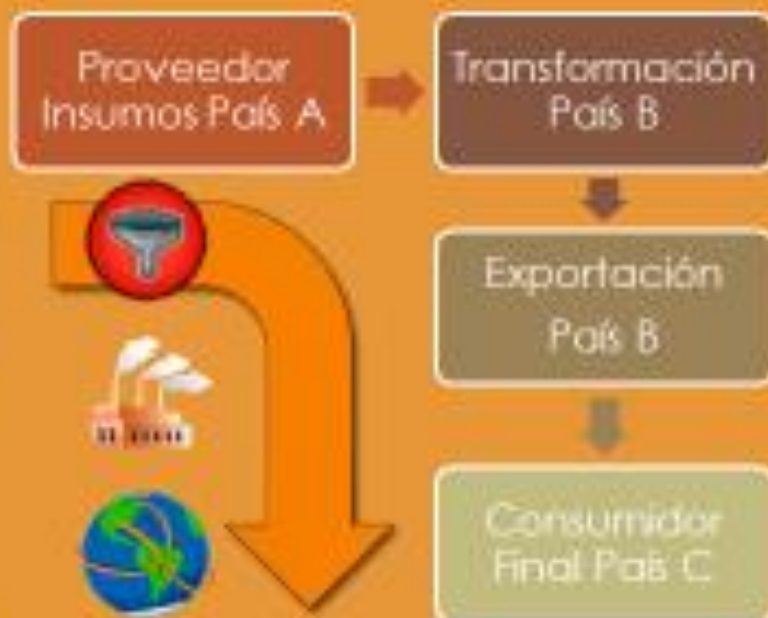 Proveedor
Insumos País A
Transformación
País B
Exportación
País B
Consumidor
Final País C